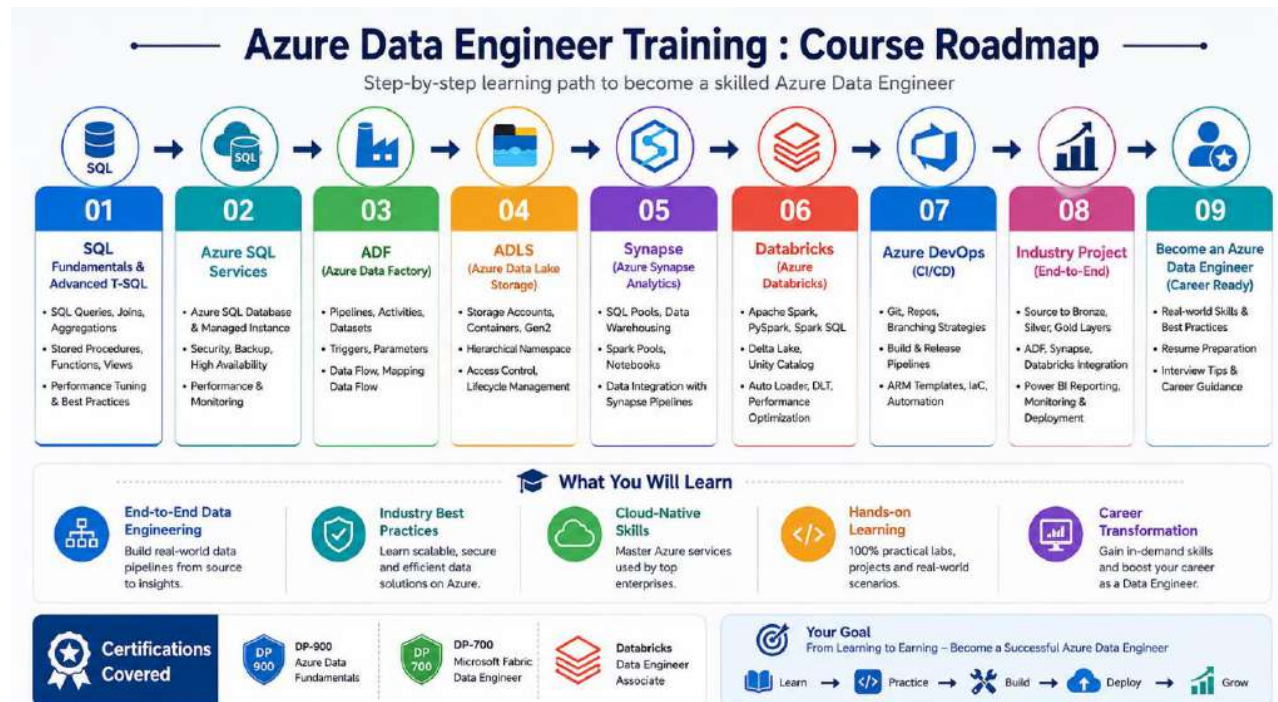 Azure Data Engineer Training : Course Roadmap
Step-by-step learning path to become a skilled Azure Data Engineer
SQL
SQL
01
SQL
Fundamentals &
Advanced T-SQL
• SQL Queries, Joins,
Aggregations
• Stored Procedures,
Functions, Views
• Performance Tuning
& Best Practices
02
Azure SQL
Services
• Azure SQL Database
& Managed Instance
• Security, Backup,
High Availability
• Performance &
Monitoring
03
ADF
(Azure Data Factory)
• Pipelines, Activities,
Datasets
• Triggers, Parameters
• Data Flow, Mapping
Data Flow
04
ADLS
(Azure Data Lake
Storage)
• Storage Accounts,
Containers, Gen2
• Hierarchical Namespace
• Access Control,
Lifecycle Management
05
Synapse
(Azure Synapse
Analytics)
• SQL Pools, Data
Warehousing
• Spark Pools,
Notebooks
• Data Integration with
Synapse Pipelines
06
Databricks
(Azure
Databricks)
• Apache Spark,
PySpark, Spark SQL
• Delta Lake,
Unity Catalog
• Auto Loader, DLT,
Performance
Optimization
07
Azure DevOps
(CI/CD)
• Git, Repos,
Branching Strategies
• Build & Release
Pipelines
• ARM Templates, IaC,
Automation
08
Industry Project
(End-to-End)
• Source to Bronze,
Silver, Gold Layers
• ADF, Synapse,
Databricks Integration
• Power BI Reporting,
Monitoring &
Deployment
09
Become an Azure
Data Engineer
(Career Ready)
• Real-world Skills &
Best Practices
• Resume Preparation
• Interview Tips &
Career Guidance
What You Will Learn
End-to-End Data
Engineering
Build real-world data
pipelines from source
to insights.
Industry Best
Practices
Learn scalable, secure
and efficient data
solutions on Azure.
Cloud-Native
Skills
Master Azure services
used by top
enterprises.
</>
Hands-on
Learning
100% practical labs,
projects and real-world
scenarios.
Career
Transformation
Gain in-demand skills
and boost your career
as a Data Engineer.
Certifications
Covered
DP
900
DP-900
Azure Data
Fundamentals
DP
700
DP-700
Microsoft Fabric
Data Engineer
Databricks
Data Engineer
Associate
Your Goal
From Learning to Earning – Become a Successful Azure Data Engineer
Learn → </> Practice → Build → Deploy → Grow